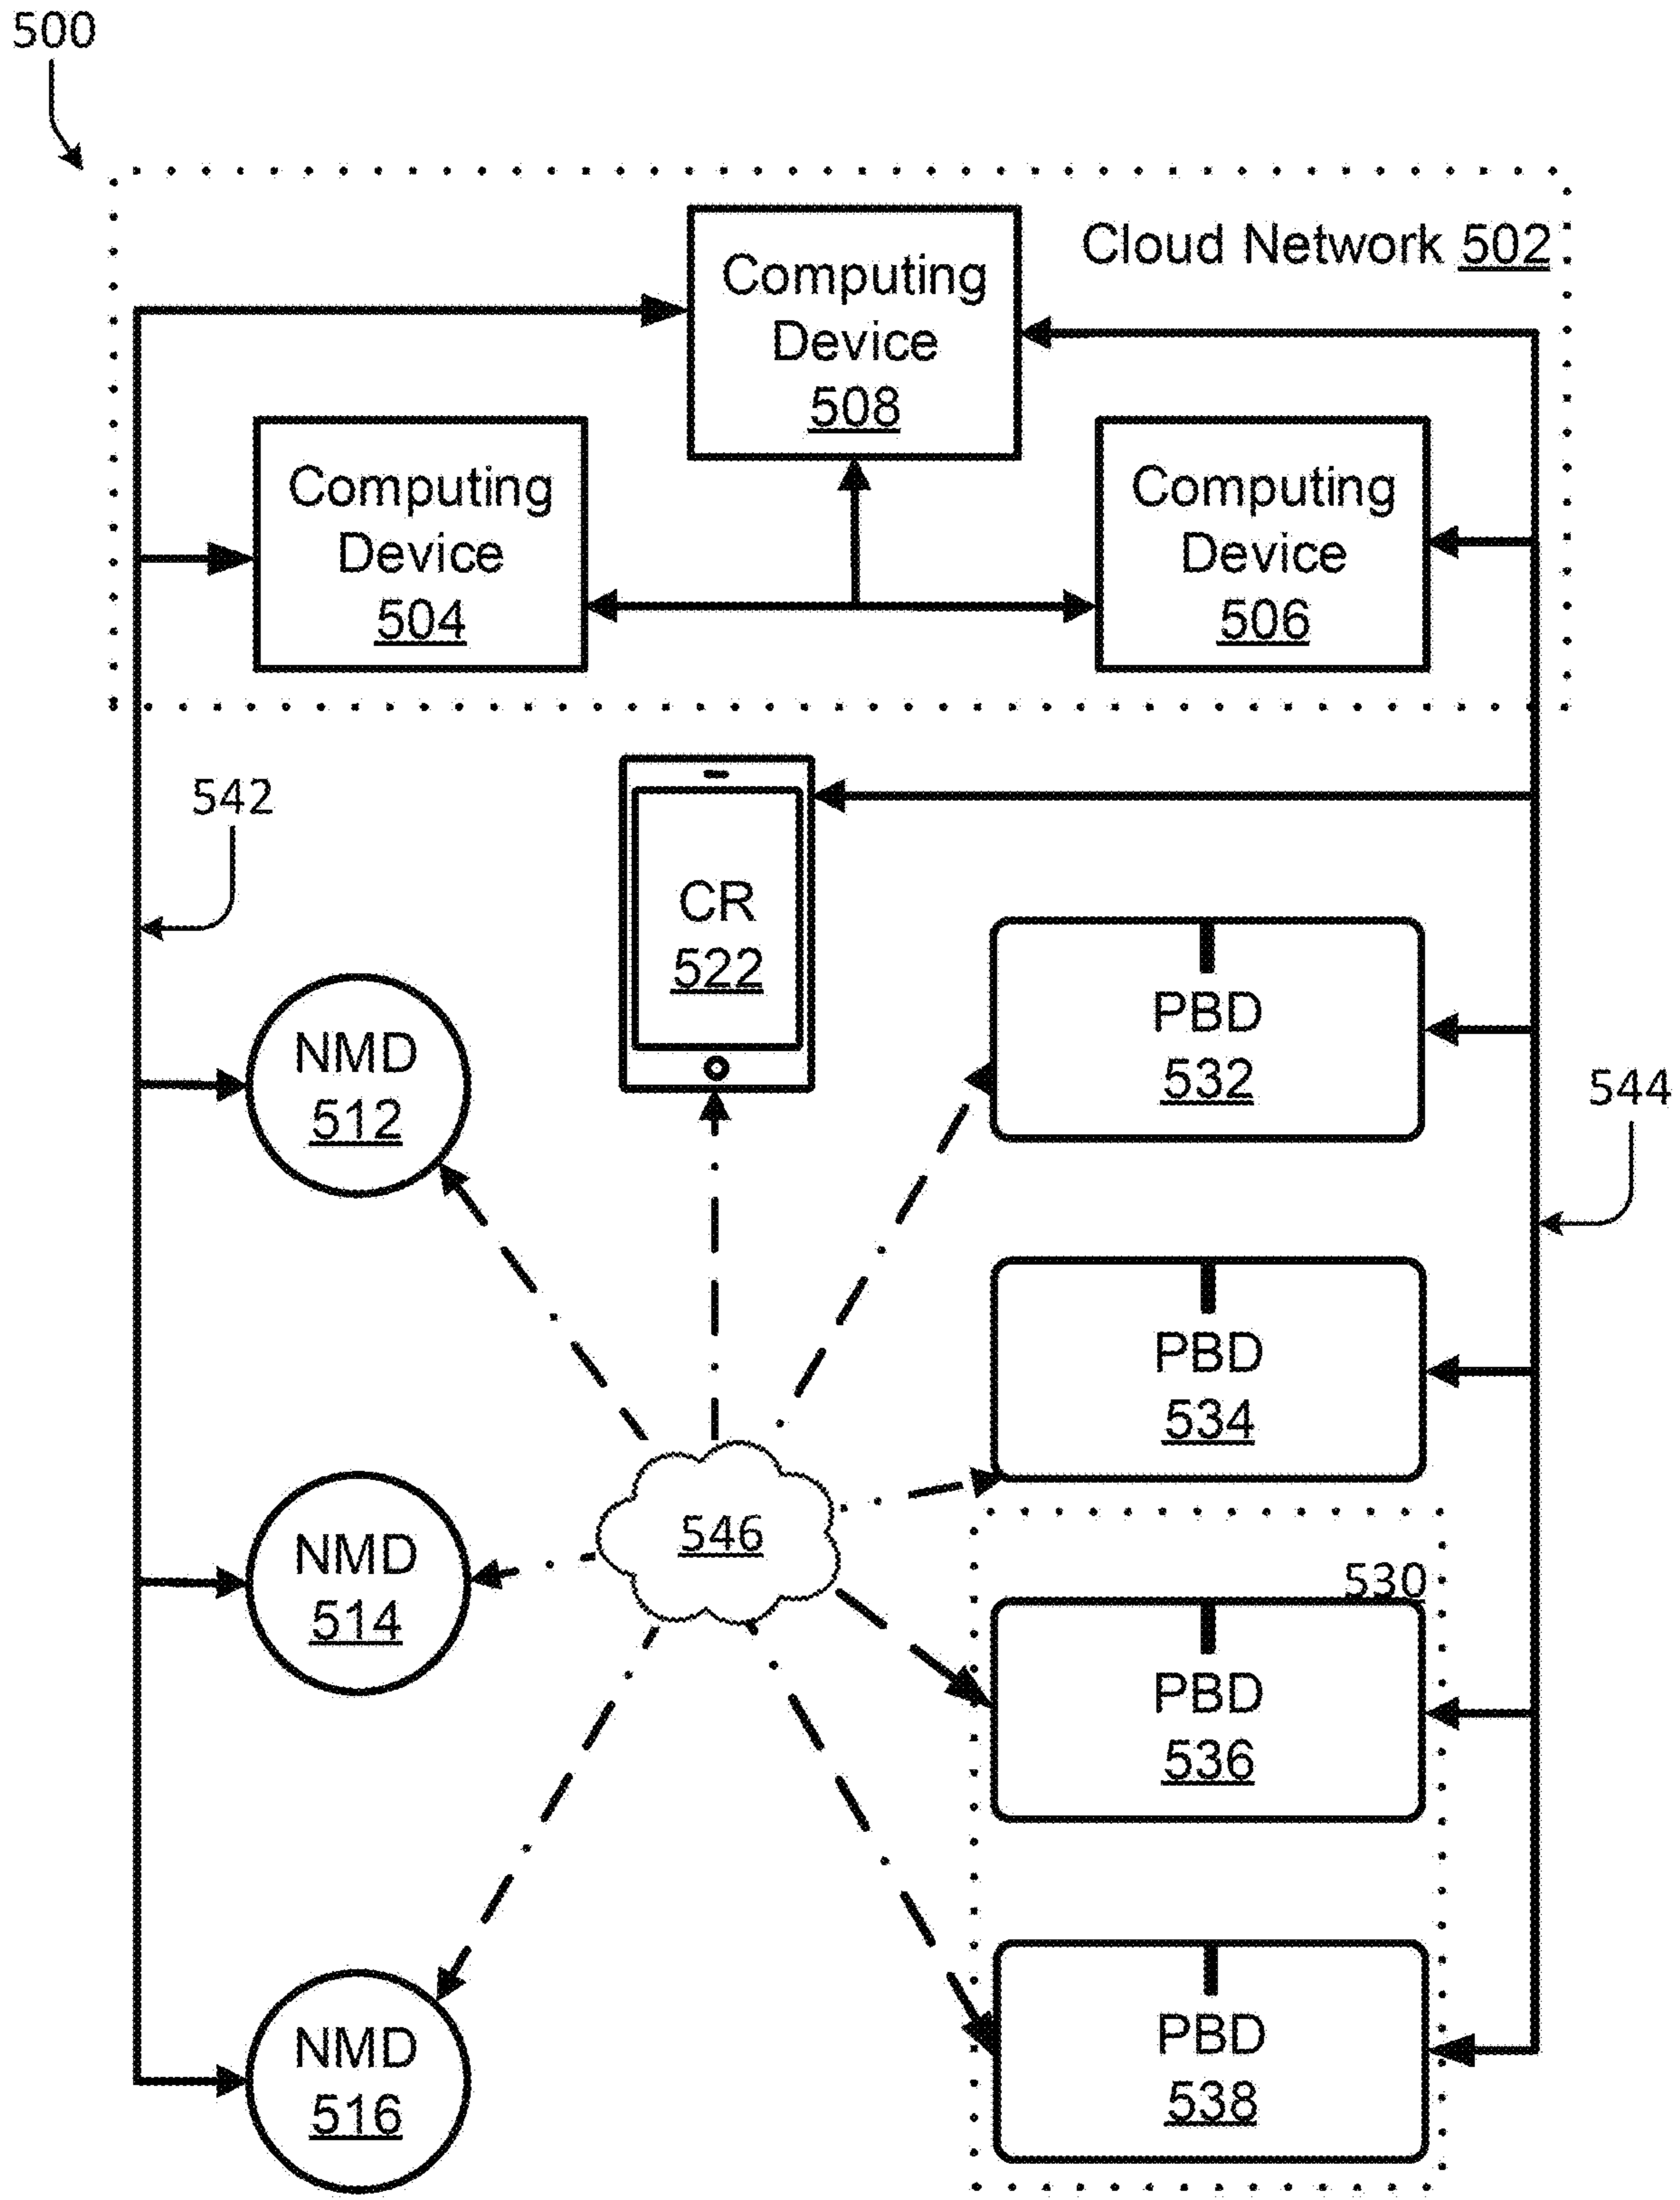 500
Cloud Network 502
Computing
Device
508
Computing
Device
504
Computing
Device
506
542
CR
522
NMD
512
PBD
532
544
PBD
534
NMD
514
546
530
PBD
536
NMD
516
PBD
538